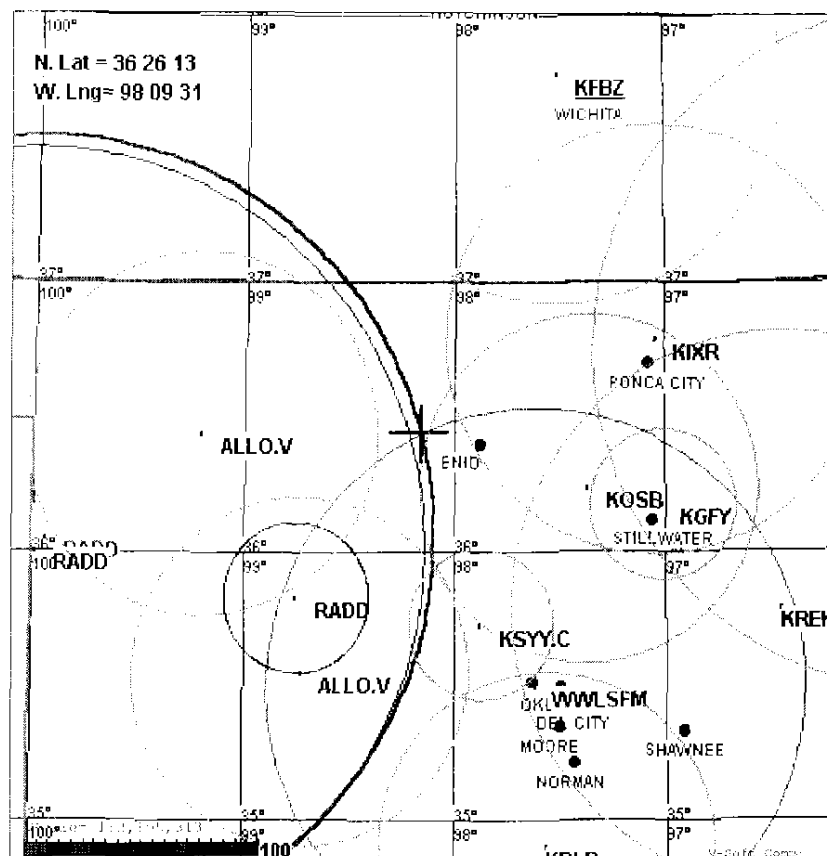 100° 99 98 97
N. Lat = 36 26 13
W. Lng= 98 09 31
KFBZ
WICHITA
37° 37° 37°
100° 99° 98° 97°
KIXR
PONCA CITY
ALLO.V
ENID
KOSB KGFY
STILLWATER
36° 36° 36°
100° 99° 98° 97°
RADD
RADD
RADD
KREK
KSYY.C
ALLO.V
WWLSFM
DEL CITY
MOORE
SHAWNEE
NORMAN
35° 35° 35° 35°
100° 99° 98° 97°
100